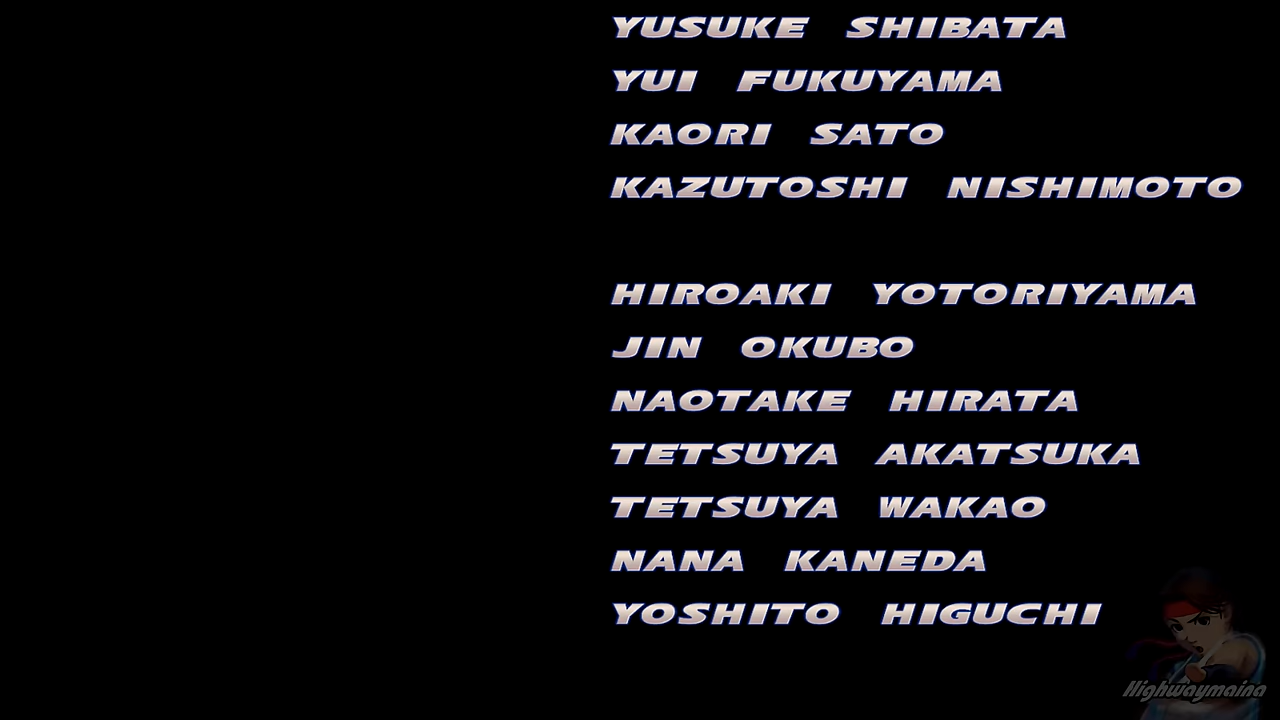 YUSUKE SHIBATA
YUI FUKUYAMA
KAORI SATO
KAZUTOSHI NISHIMOTO
HIROAKI YOTORIYAMA
JIN OKUBO
NAOTAKE HIRATA
TETSUYA AKATSUKA
TETSUYA WAKAO
NANA KANEDA
YOSHITO HIGUCHI
Highwaymaina